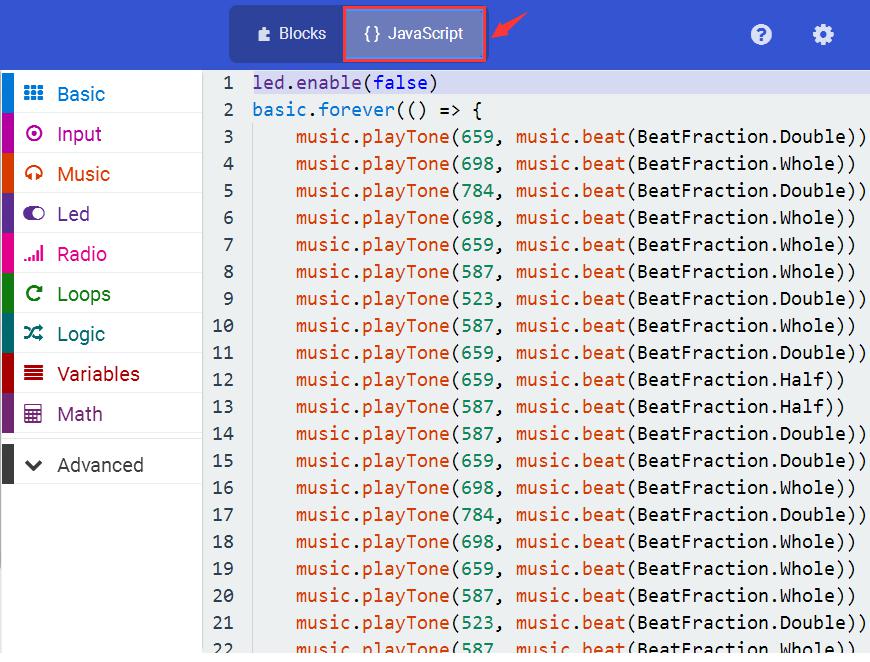 Blocks
{ } JavaScript
?
Basic
Input
Music
Led
Radio
Loops
Logic
Variables
Math
Advanced
1 led.enable(false)
2 basic.forever(() => {
3 music.playTone(659, music.beat(BeatFraction.Double))
4 music.playTone(698, music.beat(BeatFraction.Whole))
5 music.playTone(784, music.beat(BeatFraction.Double))
6 music.playTone(698, music.beat(BeatFraction.Whole))
7 music.playTone(659, music.beat(BeatFraction.Whole))
8 music.playTone(587, music.beat(BeatFraction.Whole))
9 music.playTone(523, music.beat(BeatFraction.Double))
10 music.playTone(587, music.beat(BeatFraction.Whole))
11 music.playTone(659, music.beat(BeatFraction.Double))
12 music.playTone(659, music.beat(BeatFraction.Half))
13 music.playTone(587, music.beat(BeatFraction.Half))
14 music.playTone(587, music.beat(BeatFraction.Double))
15 music.playTone(659, music.beat(BeatFraction.Double))
16 music.playTone(698, music.beat(BeatFraction.Whole))
17 music.playTone(784, music.beat(BeatFraction.Double))
18 music.playTone(698, music.beat(BeatFraction.Whole))
19 music.playTone(659, music.beat(BeatFraction.Whole))
20 music.playTone(587, music.beat(BeatFraction.Whole))
21 music.playTone(523, music.beat(BeatFraction.Double))
22 music.playTone(587, music.beat(BeatFraction.Whole))